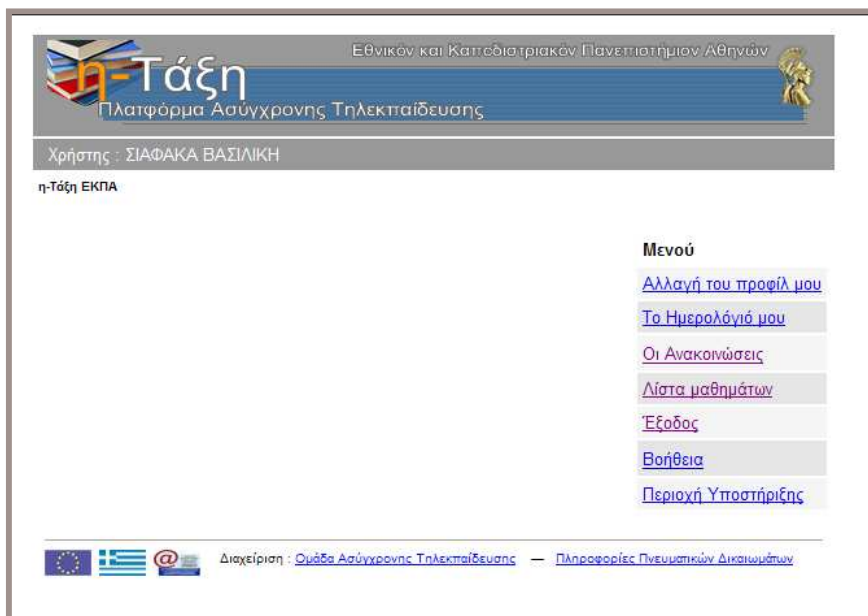 Εθνικόν και Καποδιστριακόν Πανεπιστήμιον Αθηνών
η-Τάξη
Πλατφόρμα Ασύγχρονης Τηλεκπαίδευσης
Χρήστης : ΣΙΑΦΑΚΑ ΒΑΣΙΛΙΚΗ
η-Τάξη ΕΚΠΑ
Μενού
Αλλαγή του προφίλ μου
Το Ημερολόγιό μου
Οι Ανακοινώσεις
Λίστα μαθημάτων
Έξοδος
Βοήθεια
Περιοχή Υποστήριξης
Διαχείριση : Ομάδα Ασύγχρονης Τηλεκπαίδευσης — Πληροφορίες Πνευματικών Δικαιωμάτων